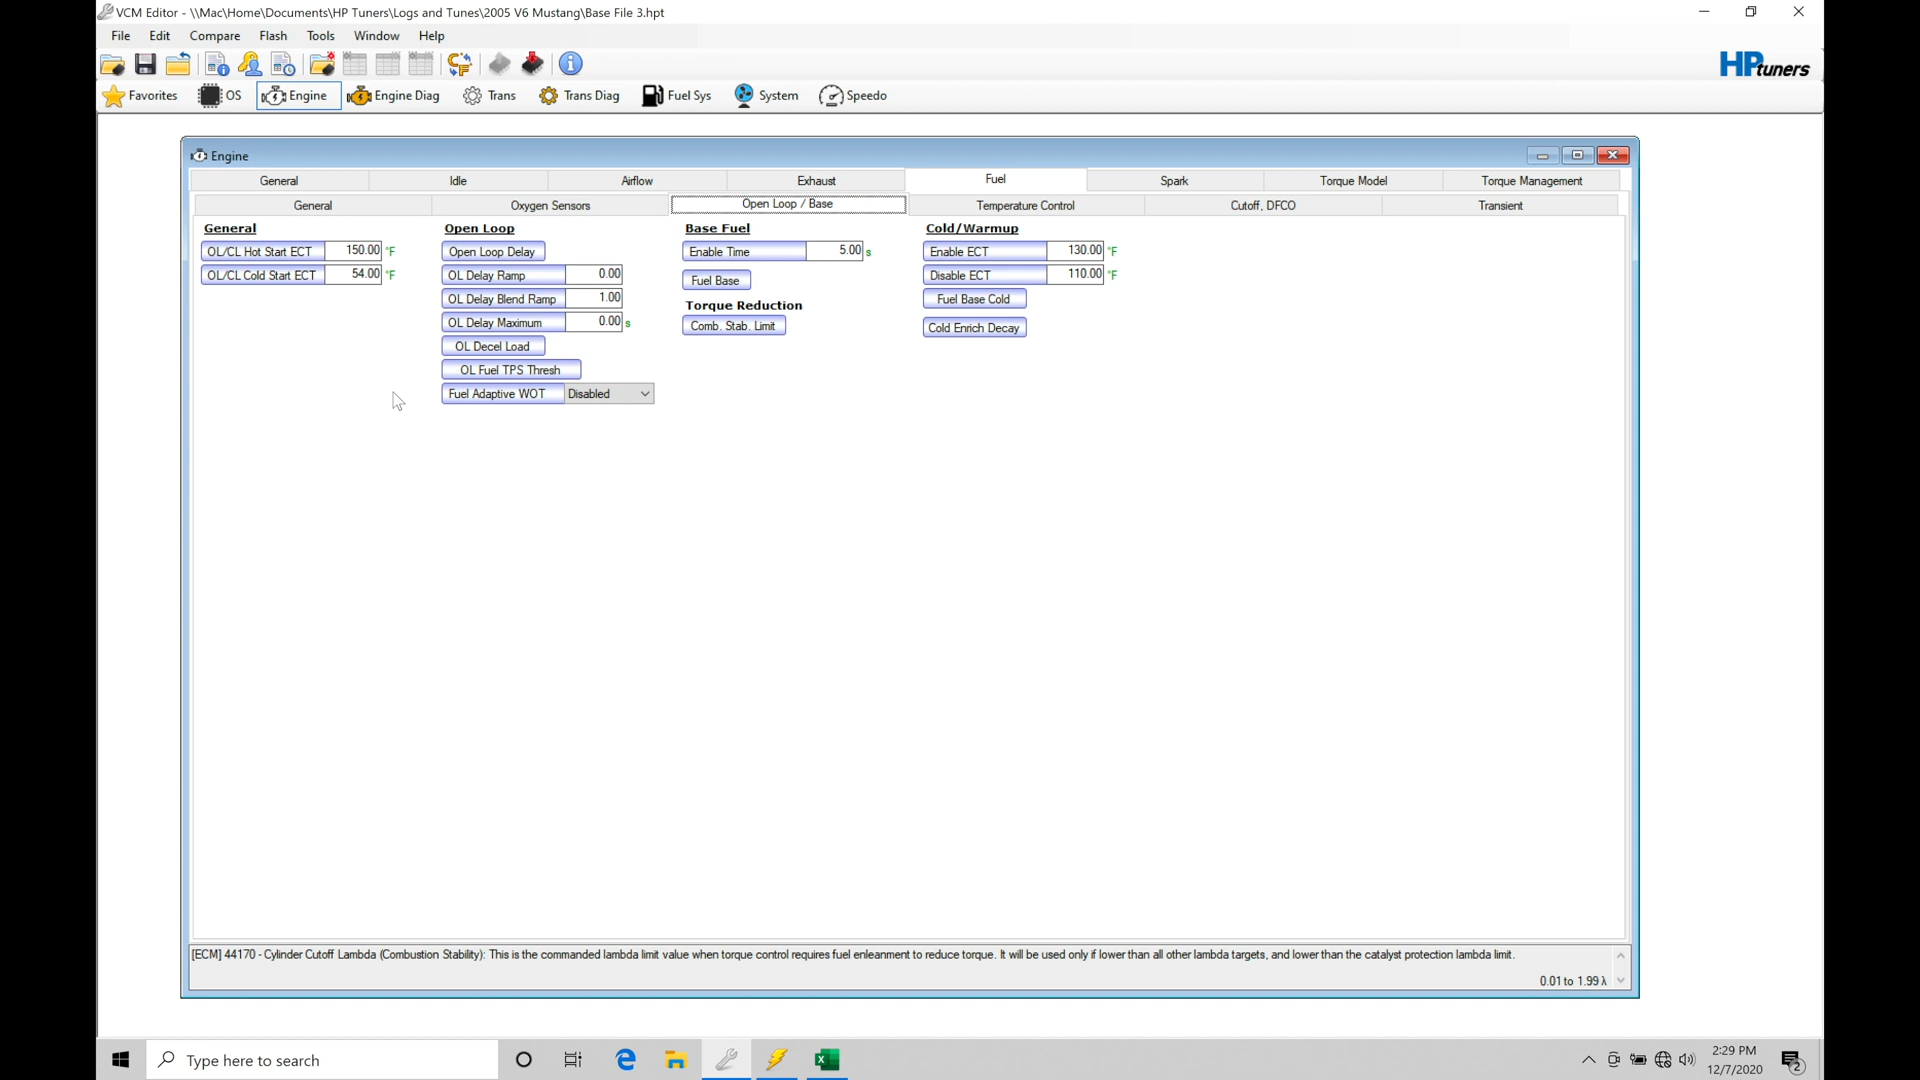 VCM Editor - \\Mac\Home\Documents\HP Tuners\Logs and Tunes\2005 V6 Mustang\Base File 3.hpt
File Edit Compare Flash Tools Window Help
HPtuners
Favorites OS Engine Engine Diag Trans Trans Diag Fuel Sys System Speedo
Engine
General Idle Airflow Exhaust Fuel Spark Torque Model Torque Management
General Oxygen Sensors Open Loop / Base Temperature Control Cutoff, DFCO Transient
General
OL/CL Hot Start ECT 150.00 °F
OL/CL Cold Start ECT 54.00 °F
Open Loop
Open Loop Delay
OL Delay Ramp 0.00
OL Delay Blend Ramp 1.00
OL Delay Maximum 0.00 s
OL Decel Load
OL Fuel TPS Thresh
Fuel Adaptive WOT Disabled
Base Fuel
Enable Time 5.00 s
Fuel Base
Torque Reduction
Comb. Stab. Limit
Cold/Warmup
Enable ECT 130.00 °F
Disable ECT 110.00 °F
Fuel Base Cold
Cold Enrich Decay
[ECM] 44170 - Cylinder Cutoff Lambda (Combustion Stability): This is the commanded lambda limit value when torque control requires fuel enleanment to reduce torque. It will be used only if lower than all other lambda targets, and lower than the catalyst protection lambda limit.
0.01 to 1.99 λ
Type here to search
2:29 PM
12/7/2020
2